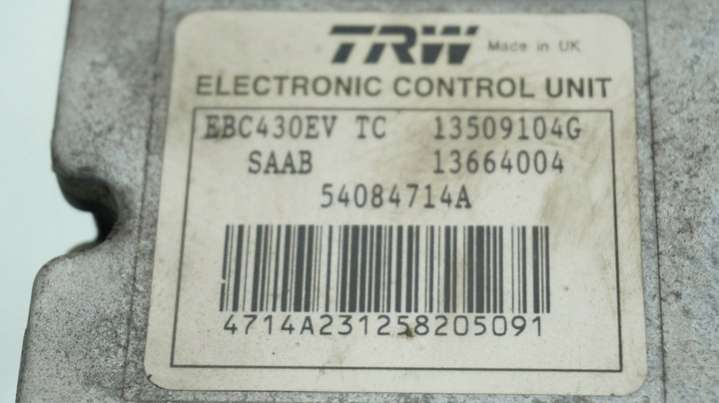 TRW Made in UK
ELECTRONIC CONTROL UNIT
EBC430EV TC 13509104G
SAAB 13664004
54084714A
4714A231258205091